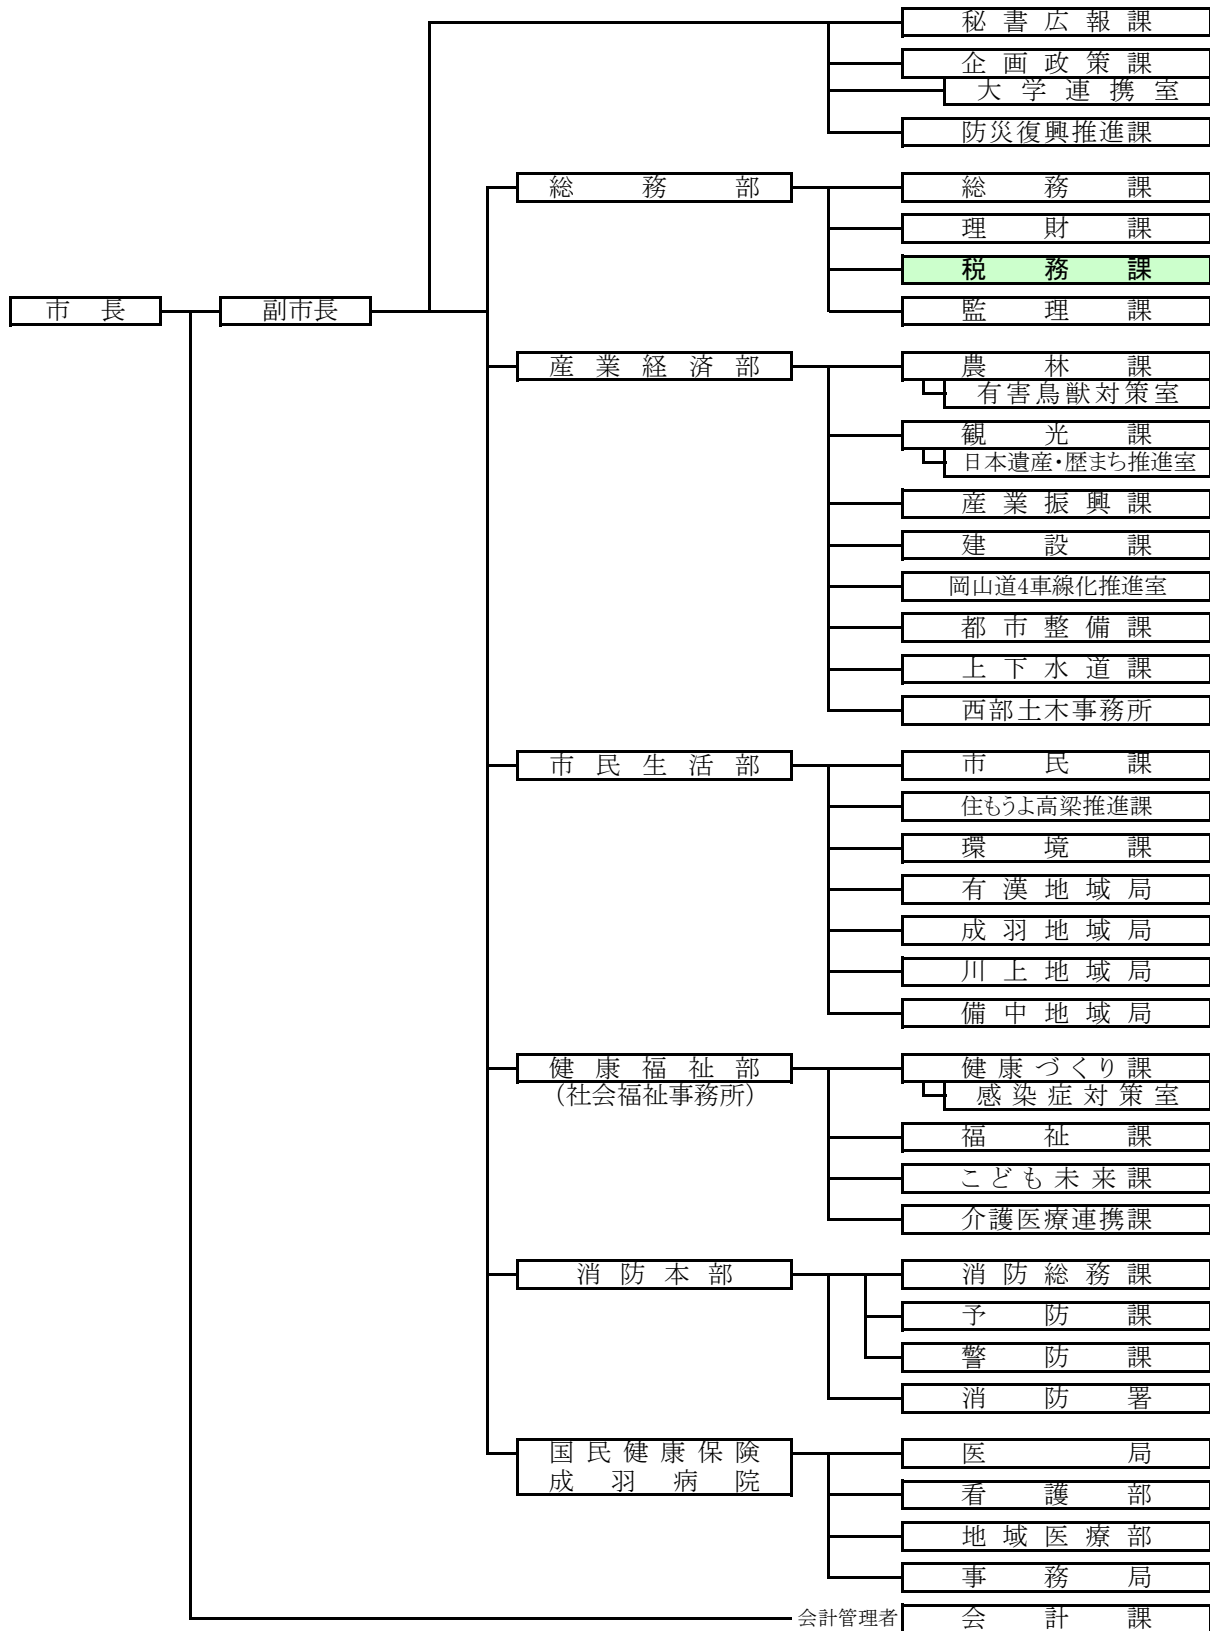 秘書広報課
企画政策課
大学連携室
防災復興推進課
総務部
総務課
理財課
税務課
市長
副市長
監理課
産業経済部
農林課
有害鳥獣対策室
観光課
日本遺産・歴まち推進室
産業振興課
建設課
岡山道4車線化推進室
都市整備課
上下水道課
西部土木事務所
市民生活部
市民課
住もうよ高梁推進課
環境課
有漢地域局
成羽地域局
川上地域局
備中地域局
健康福祉部
(社会福祉事務所)
健康づくり課
感染症対策室
福祉課
こども未来課
介護医療連携課
消防本部
消防総務課
予防課
警防課
消防署
国民健康保険
成羽病院
医局
看護部
地域医療部
事務局
会計管理者
会計課